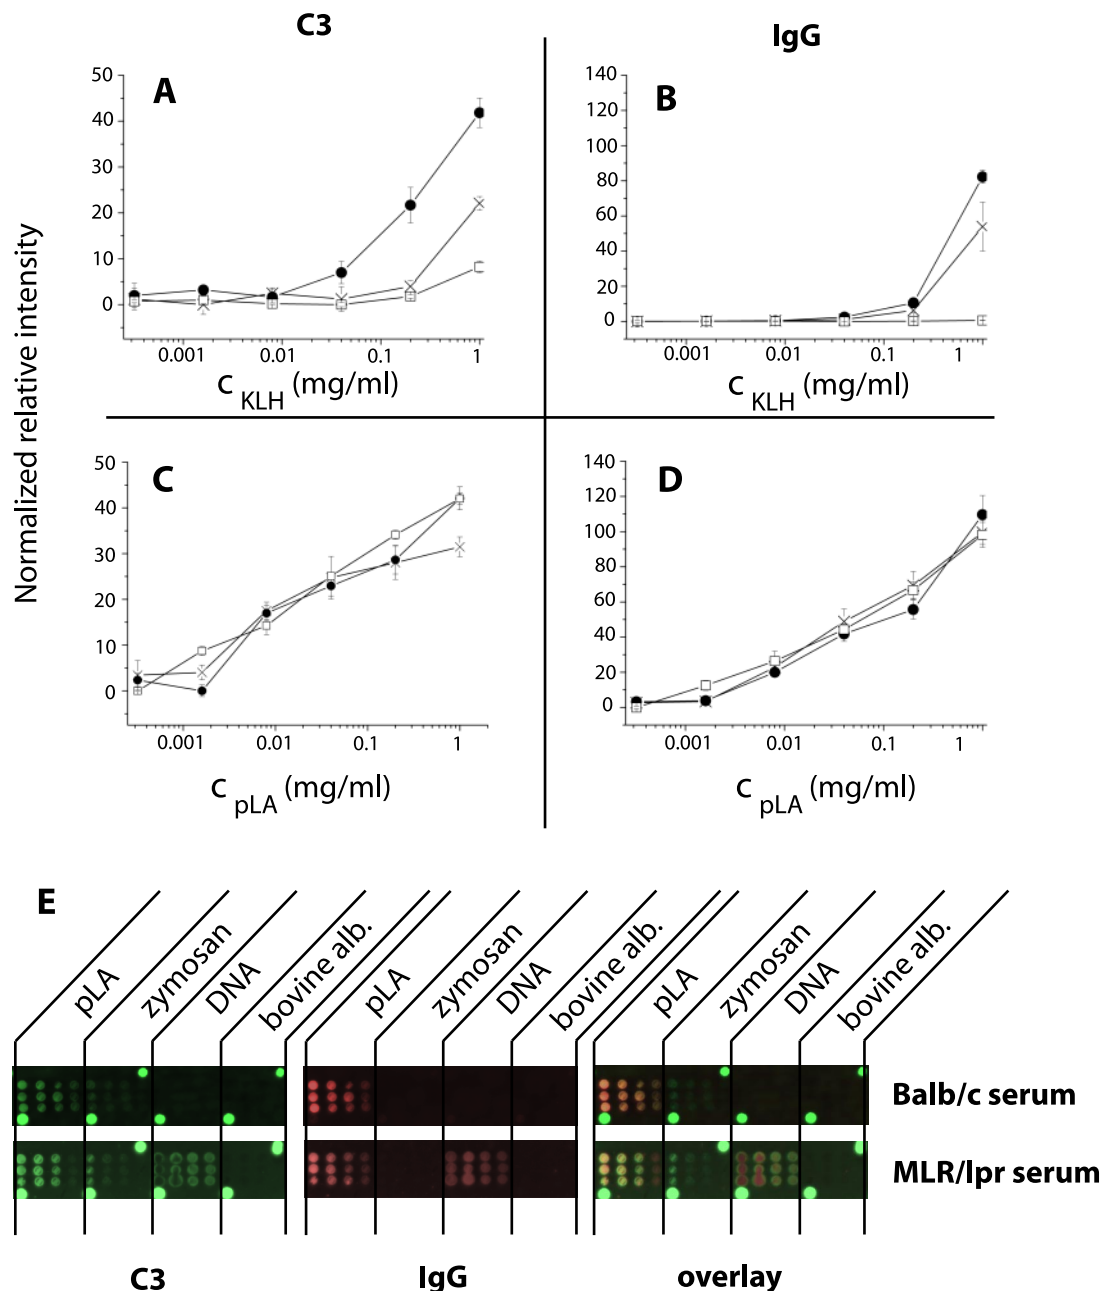 C3
IgG
Normalized relative intensity
A
50
40
30
20
10
0
0.001 0.01 0.1 1
c KLH (mg/ml)
B
140
120
100
80
60
40
20
0
0.001 0.01 0.1 1
c KLH (mg/ml)
C
50
40
30
20
10
0
0.001 0.01 0.1 1
c pLA (mg/ml)
D
140
120
100
80
60
40
20
0
0.001 0.01 0.1 1
c pLA (mg/ml)
E
pLA
zymosan
DNA
bovine alb.
pLA
zymosan
DNA
bovine alb.
pLA
zymosan
DNA
bovine alb.
Balb/c serum
MLR/lpr serum
C3
IgG
overlay